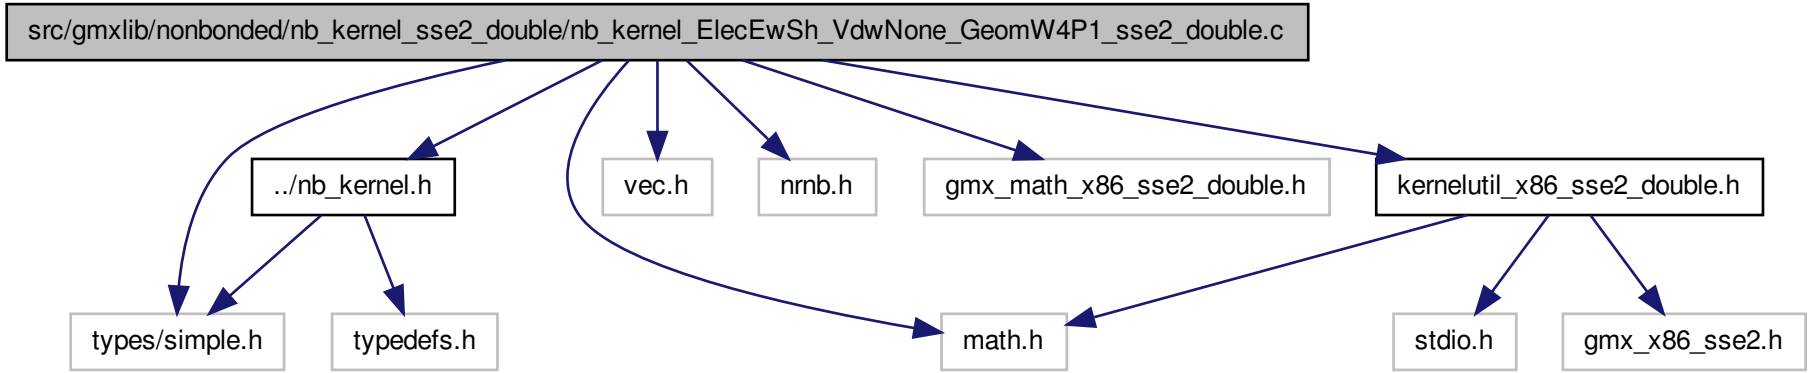 src/gmxlib/nonbonded/nb_kernel_sse2_double/nb_kernel_ElecEwSh_VdwNone_GeomW4P1_sse2_double.c
../nb_kernel.h
vec.h
nrnb.h
gmx_math_x86_sse2_double.h
kernelutil_x86_sse2_double.h
types/simple.h
typedefs.h
math.h
stdio.h
gmx_x86_sse2.h